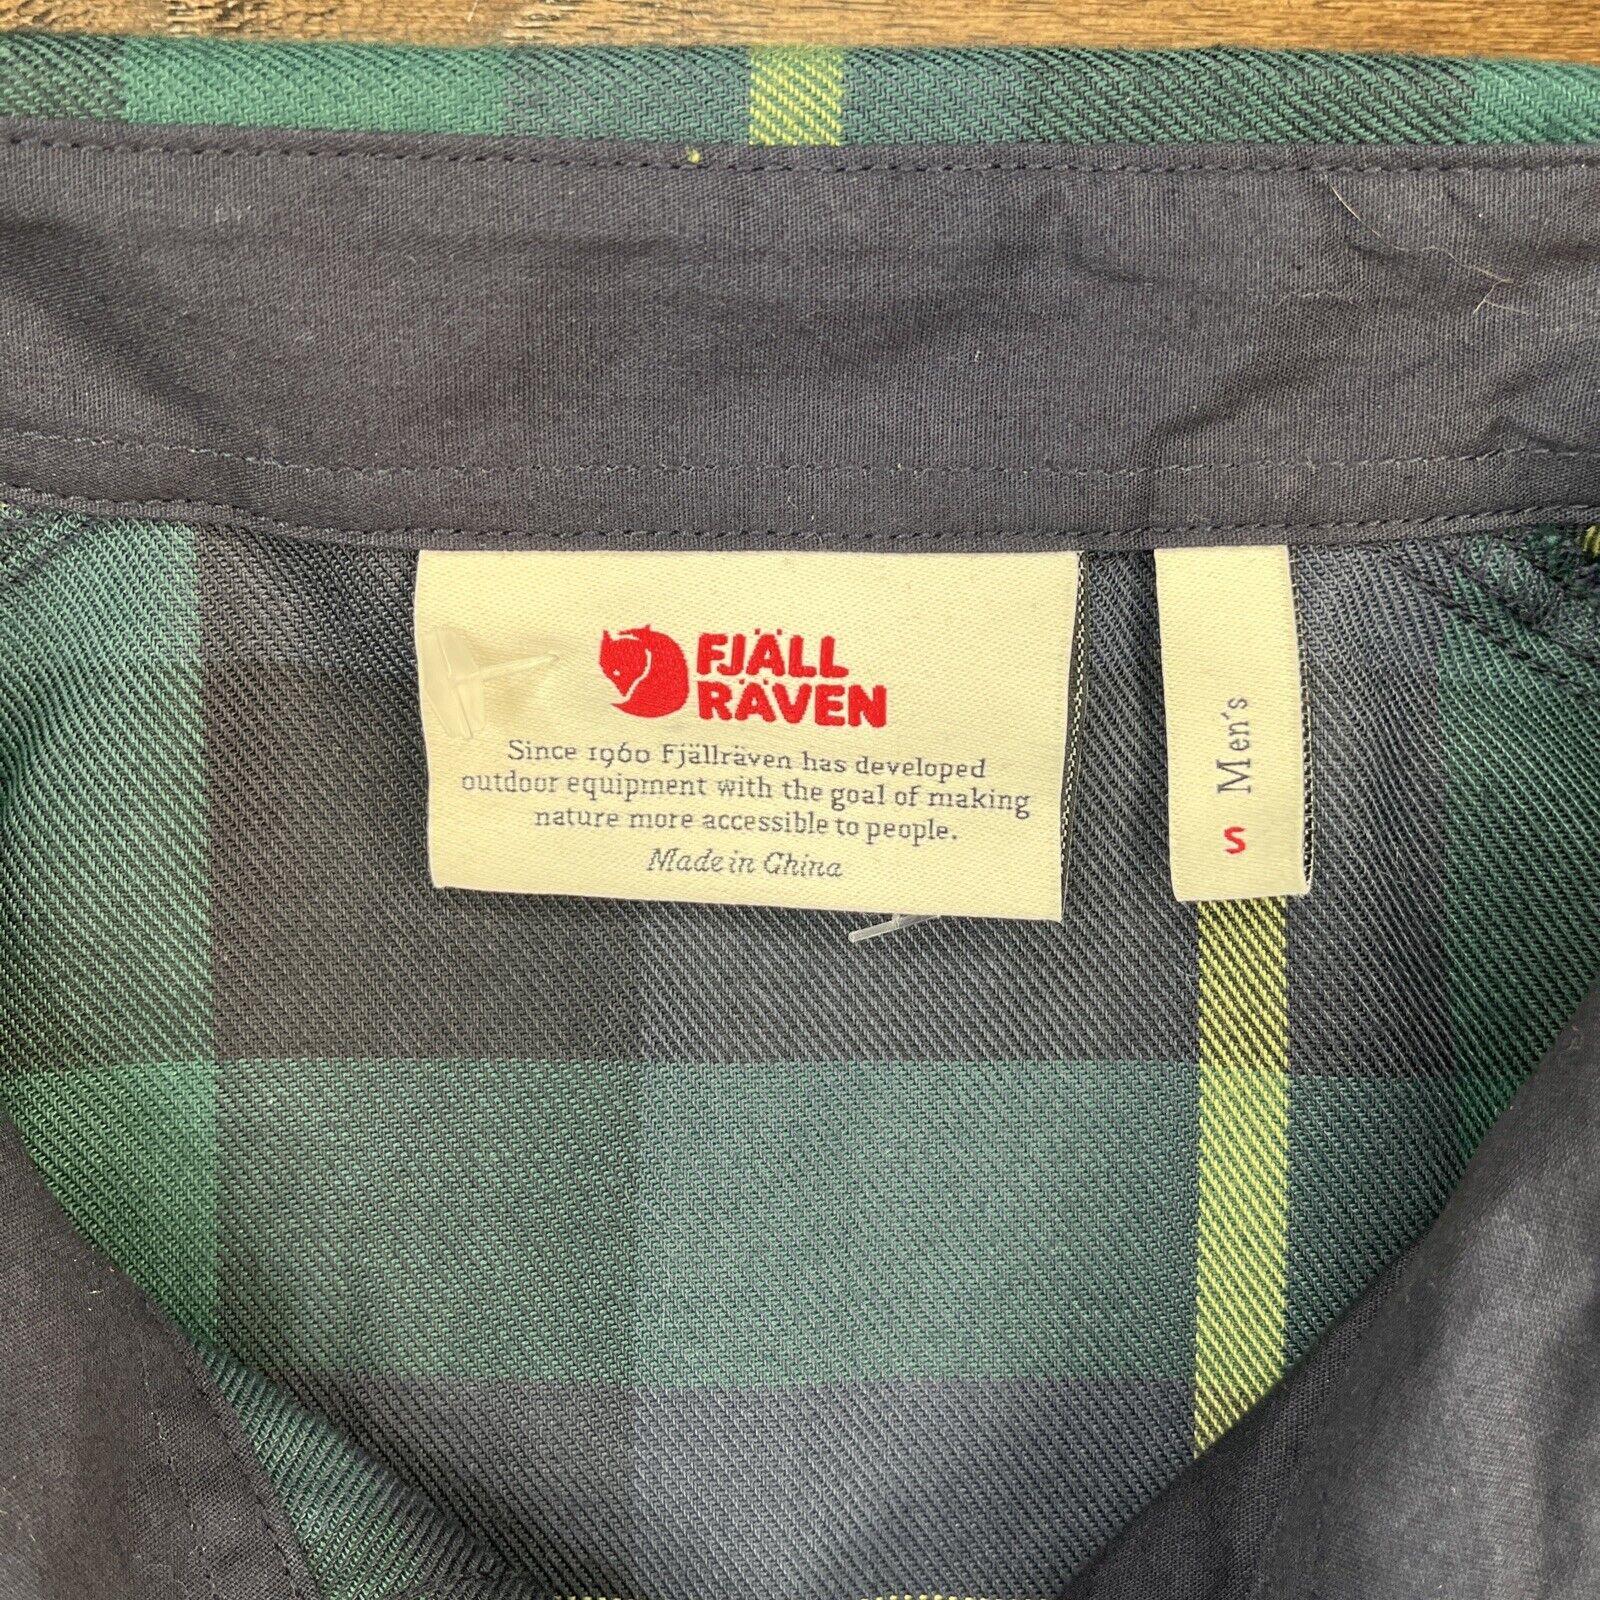 FJÄLL
RÄVEN
Since 1960 Fjällräven has developed
outdoor equipment with the goal of making
nature more accessible to people.
Made in China
Men's
S